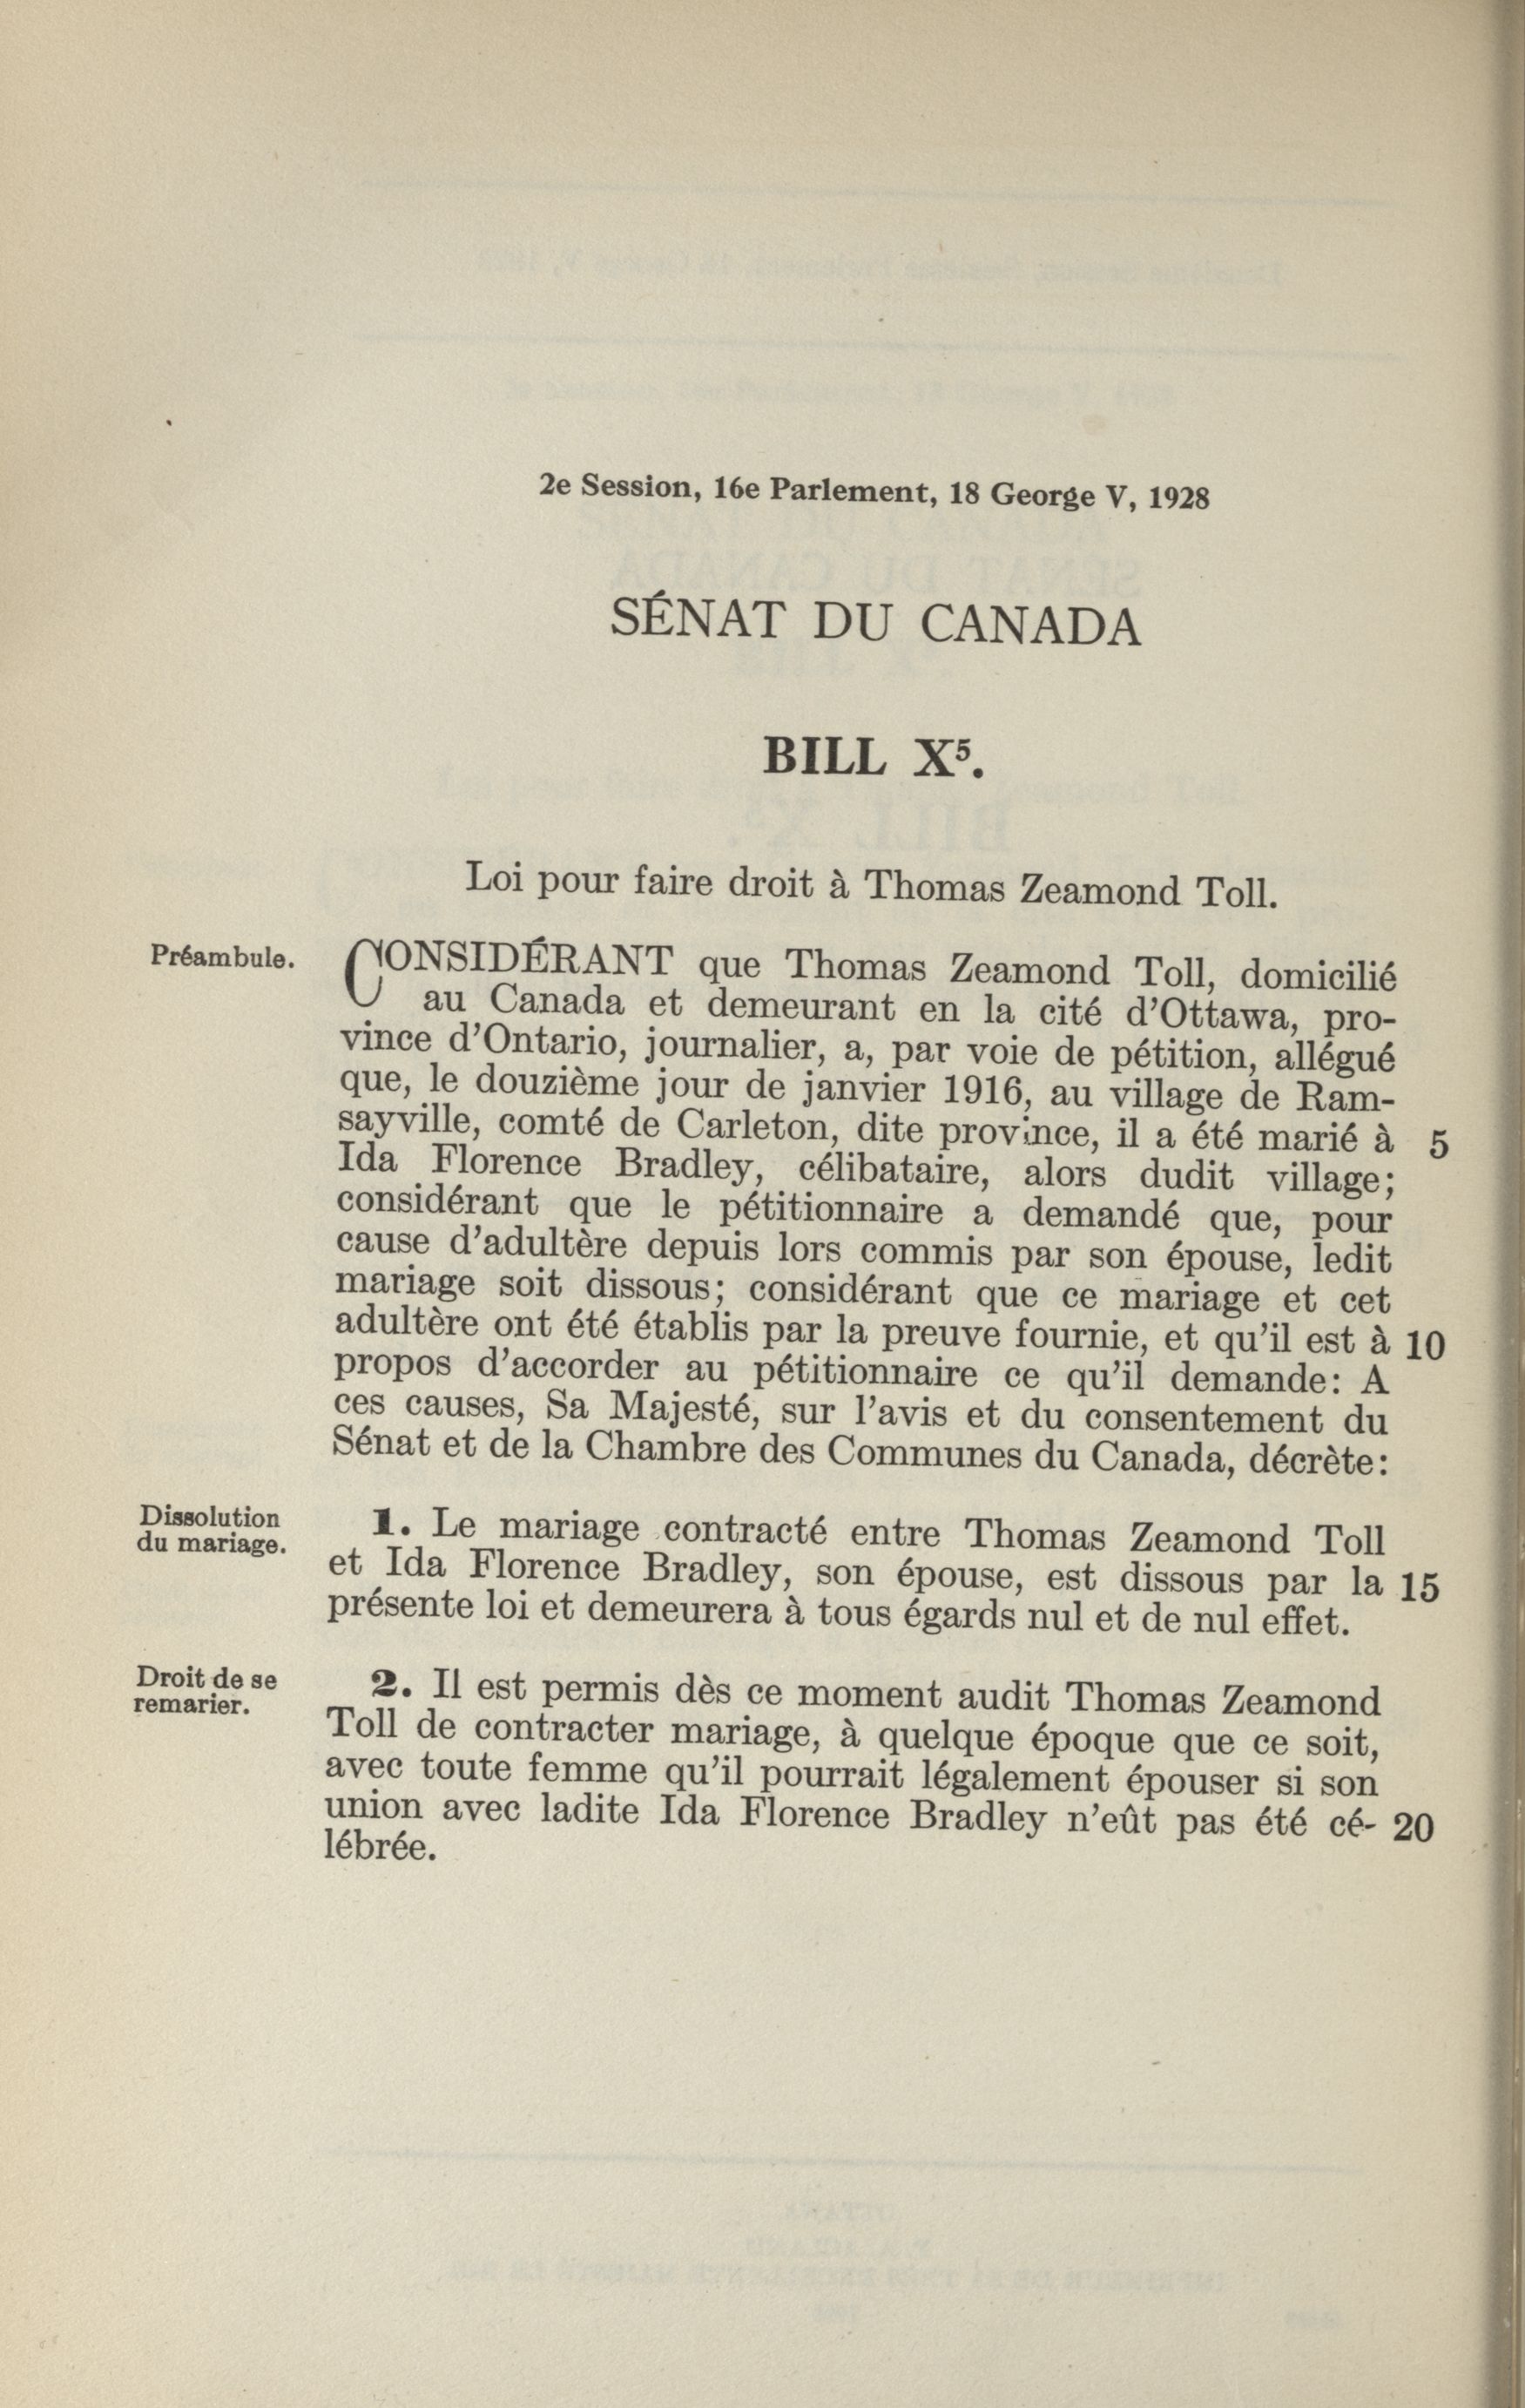 2e Session, 16e Parlement, 18 George V, 1928
SÉNAT DU CANADA
BILL X⁵.
Loi pour faire droit à Thomas Zeamond Toll.
Préambule.
CONSIDÉRANT que Thomas Zeamond Toll, domicilié
au Canada et demeurant en la cité d'Ottawa, pro-
vince d'Ontario, journalier, a, par voie de pétition, allégué
que, le douzième jour de janvier 1916, au village de Ram-
sayville, comté de Carleton, dite province, il a été marié à 5
Ida Florence Bradley, célibataire, alors dudit village;
considérant que le pétitionnaire a demandé que, pour
cause d'adultère depuis lors commis par son épouse, ledit
mariage soit dissous; considérant que ce mariage et cet
adultère ont été établis par la preuve fournie, et qu'il est à 10
propos d'accorder au pétitionnaire ce qu'il demande: A
ces causes, Sa Majesté, sur l'avis et du consentement du
Sénat et de la Chambre des Communes du Canada, décrète:
Dissolution
du mariage.
1. Le mariage contracté entre Thomas Zeamond Toll
et Ida Florence Bradley, son épouse, est dissous par la 15
présente loi et demeurera à tous égards nul et de nul effet.
Droit de se
remarier.
2. Il est permis dès ce moment audit Thomas Zeamond
Toll de contracter mariage, à quelque époque que ce soit,
avec toute femme qu'il pourrait légalement épouser si son
union avec ladite Ida Florence Bradley n'eût pas été cé- 20
lébrée.